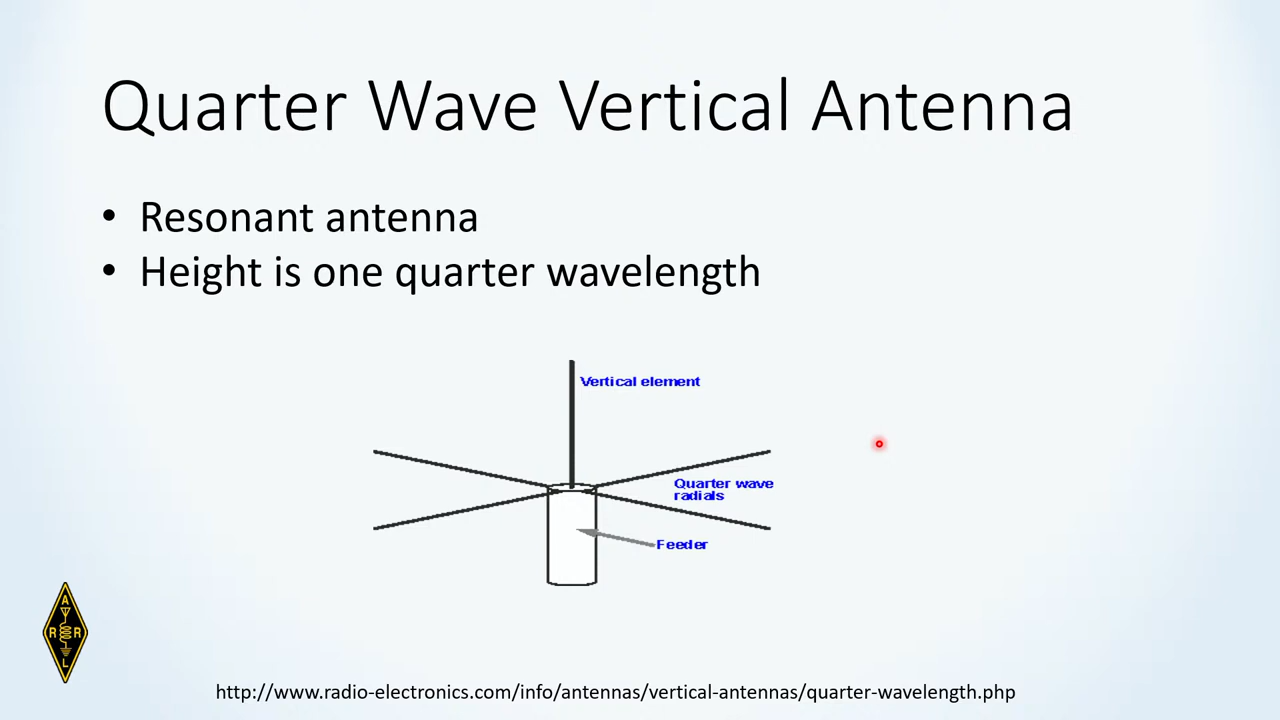 Quarter Wave Vertical Antenna
• Resonant antenna
• Height is one quarter wavelength
Vertical element
Quarter wave
radials
Feeder
A
R R
L
http://www.radio-electronics.com/info/antennas/vertical-antennas/quarter-wavelength.php